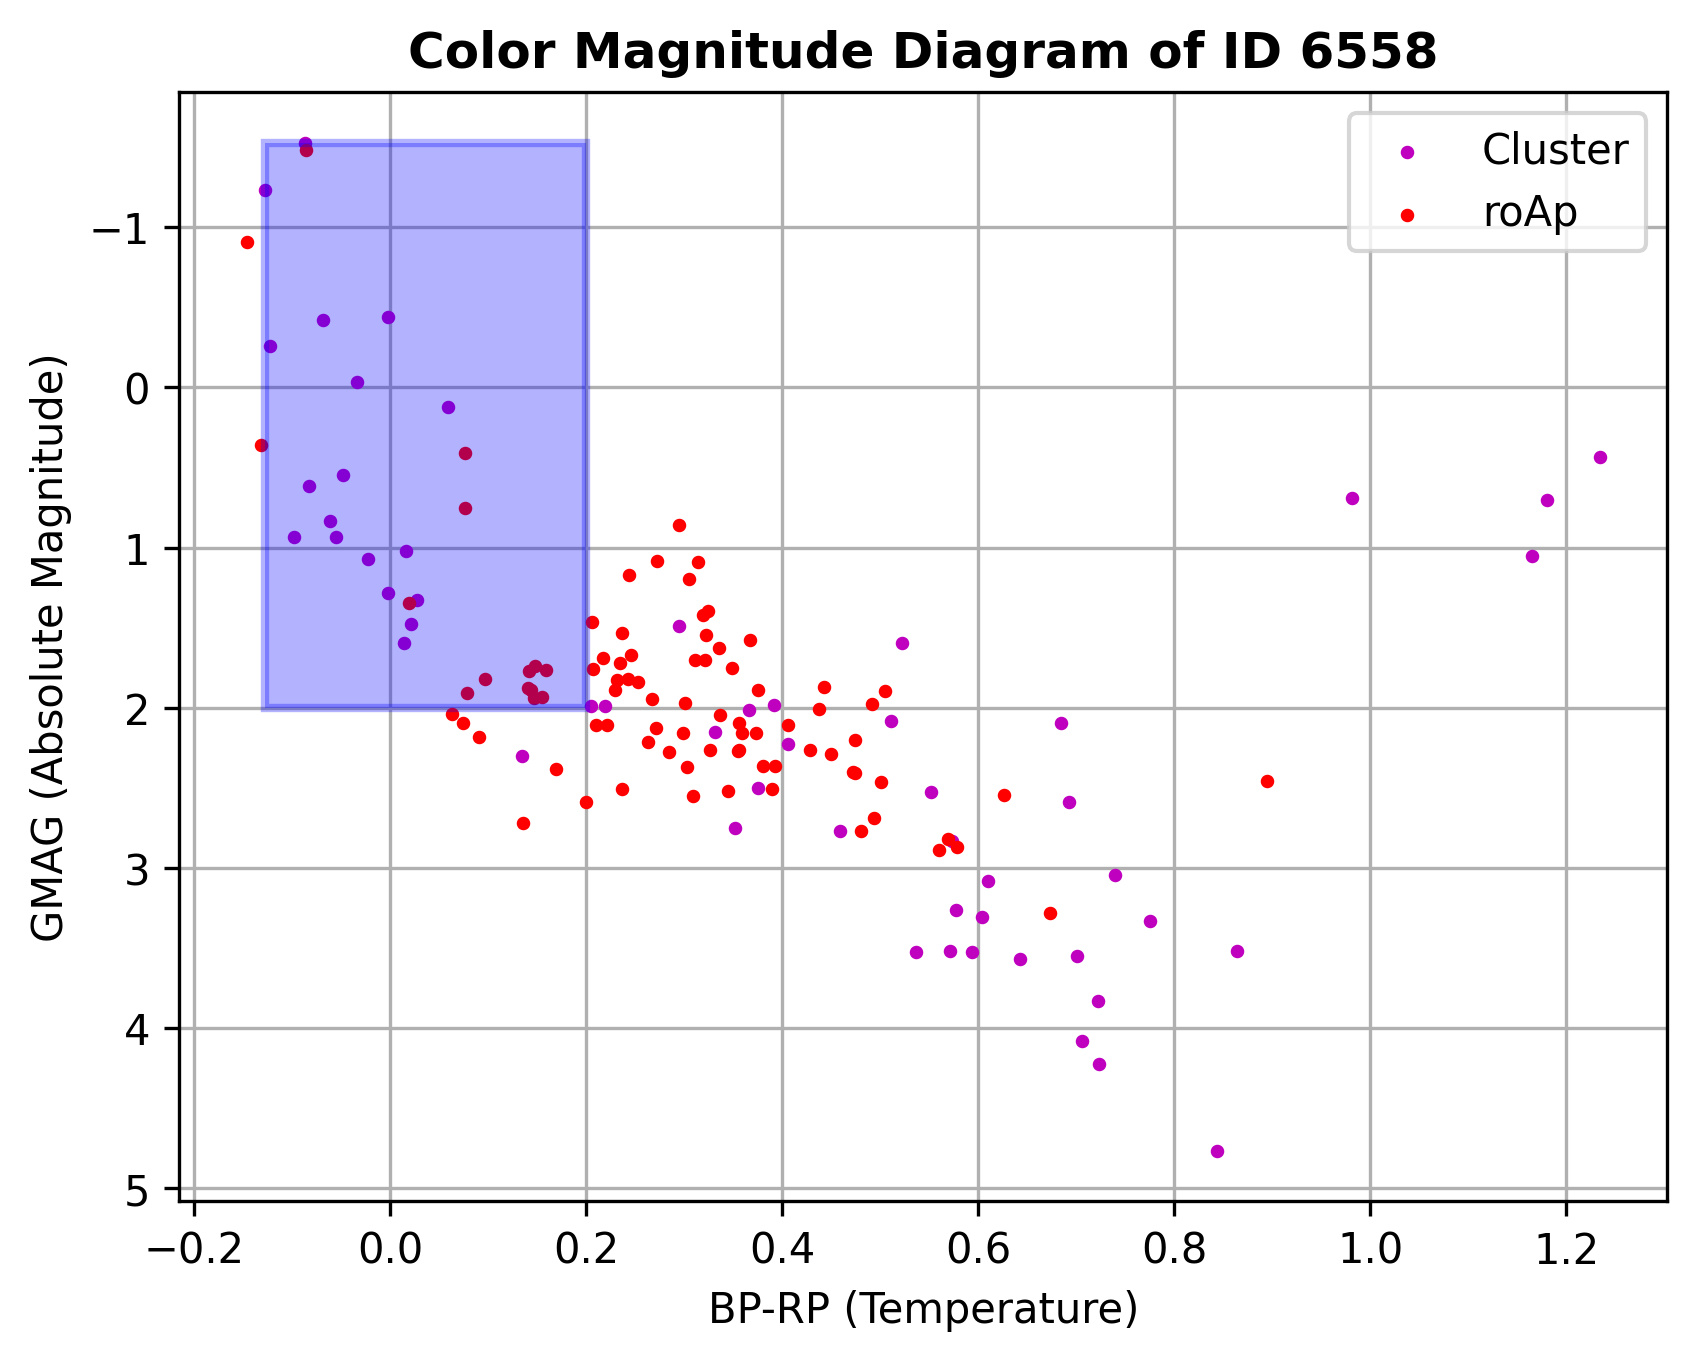 Color Magnitude Diagram of ID 6558
Cluster
roAp
GMAG (Absolute Magnitude)
−1
0
1
2
3
4
5
−0.2 0.0 0.2 0.4 0.6 0.8 1.0 1.2
BP-RP (Temperature)